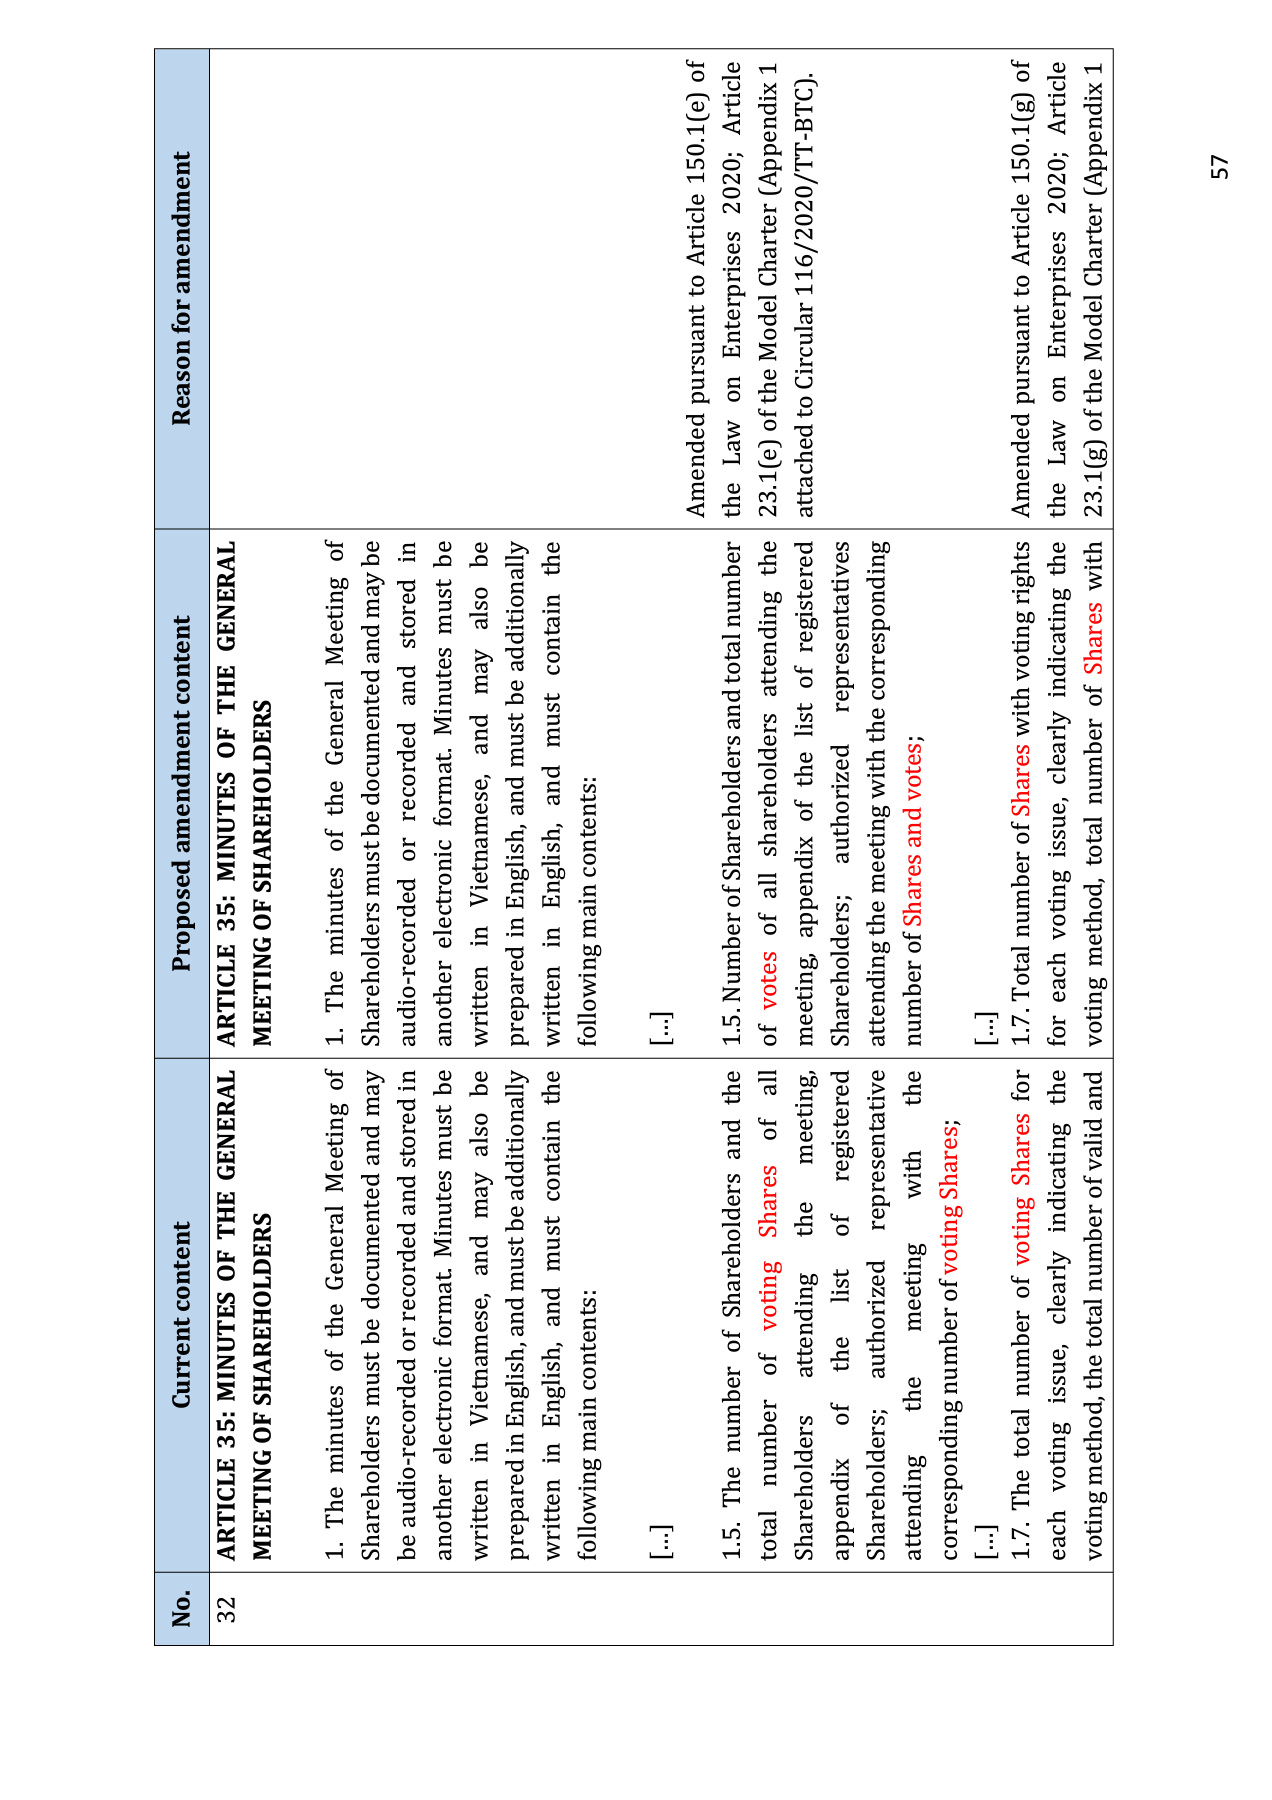 No.
Current content
Proposed amendment content
Reason for amendment
32
ARTICLE 35: MINUTES OF THE GENERAL
MEETING OF SHAREHOLDERS
1. The minutes of the General Meeting of
Shareholders must be documented and may
be audio-recorded or recorded and stored in
another electronic format. Minutes must be
written in Vietnamese, and may also be
prepared in English, and must be additionally
written in English, and must contain the
following main contents:
[...]
1.5. The number of Shareholders and the
total number of voting Shares of all
Shareholders attending the meeting,
appendix of the list of registered
Shareholders; authorized representative
attending the meeting with the
corresponding number of voting Shares;
[...]
1.7. The total number of voting Shares for
each voting issue, clearly indicating the
voting method, the total number of valid and
ARTICLE 35: MINUTES OF THE GENERAL
MEETING OF SHAREHOLDERS
1. The minutes of the General Meeting of
Shareholders must be documented and may be
audio-recorded or recorded and stored in
another electronic format. Minutes must be
written in Vietnamese, and may also be
prepared in English, and must be additionally
written in English, and must contain the
following main contents:
[...]
1.5. Number of Shareholders and total number
of votes of all shareholders attending the
meeting, appendix of the list of registered
Shareholders; authorized representatives
attending the meeting with the corresponding
number of Shares and votes;
[...]
1.7. Total number of Shares with voting rights
for each voting issue, clearly indicating the
voting method, total number of Shares with
Amended pursuant to Article 150.1(e) of
the Law on Enterprises 2020; Article
23.1(e) of the Model Charter (Appendix 1
attached to Circular 116/2020/TT-BTC).
Amended pursuant to Article 150.1(g) of
the Law on Enterprises 2020; Article
23.1(g) of the Model Charter (Appendix 1
57